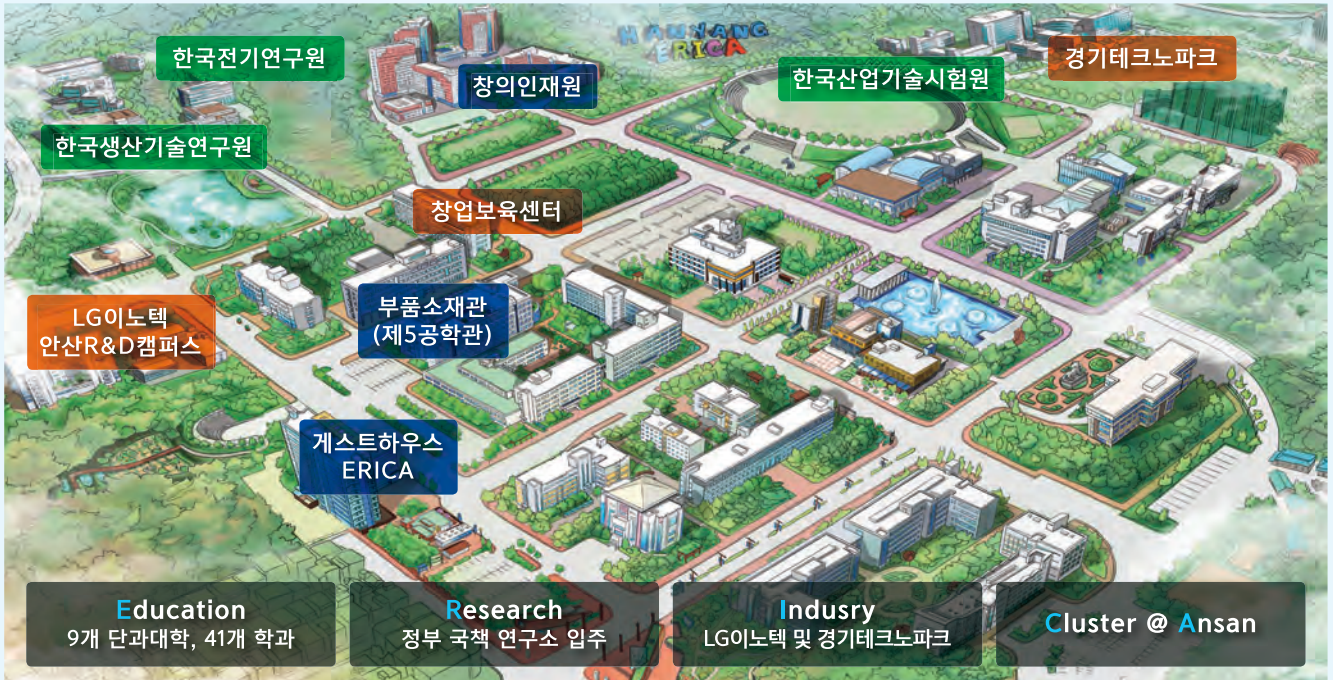 HANYANG
ERICA
한국전기연구원
창의인재원
한국산업기술시험원
경기테크노파크
한국생산기술연구원
창업보육센터
LG이노텍
안산R&D캠퍼스
부품소재관
(제5공학관)
게스트하우스
ERICA
Education
9개 단과대학, 41개 학과
Research
정부 국책 연구소 입주
Indusry
LG이노텍 및 경기테크노파크
Cluster @ Ansan